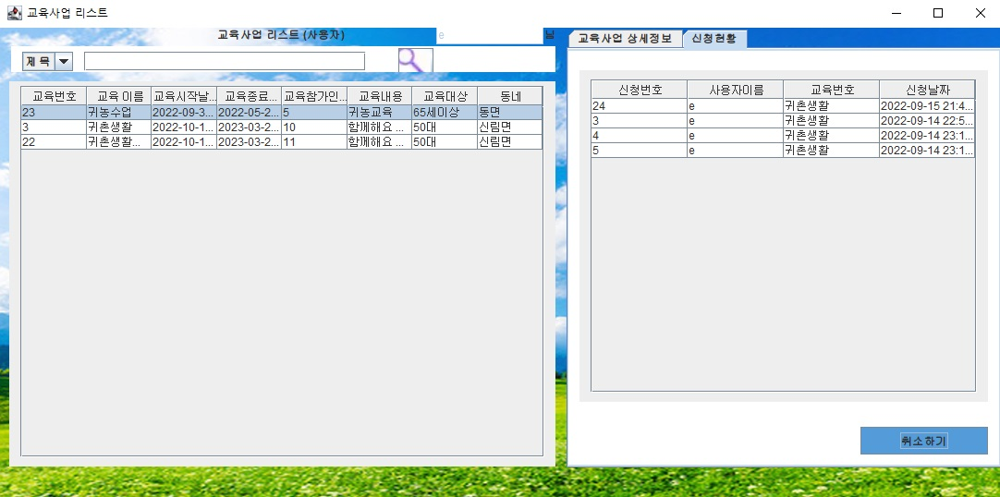 교육사업 리스트
교육사업 리스트 (사용자)
e
님
제 목
교육번호 교육 이름 교육시작날... 교육종료... 교육참가인... 교육내용 교육대상 동네
23 귀농수업 2022-09-3... 2022-05-2... 5 귀농교육 65세이상 동면
3 귀촌생활 2022-10-1... 2023-03-2... 10 함께해요 ... 50대 신림면
22 귀촌생활... 2022-10-1... 2023-03-2... 11 함께해요 ... 50대 신림면
교육사업 상세정보 신청현황
신청번호 사용자이름 교육번호 신청날짜
24 e 귀촌생활 2022-09-15 21:4...
3 e 귀촌생활 2022-09-14 22:5...
4 e 귀촌생활 2022-09-14 23:1...
5 e 귀촌생활 2022-09-14 23:1...
취소하기